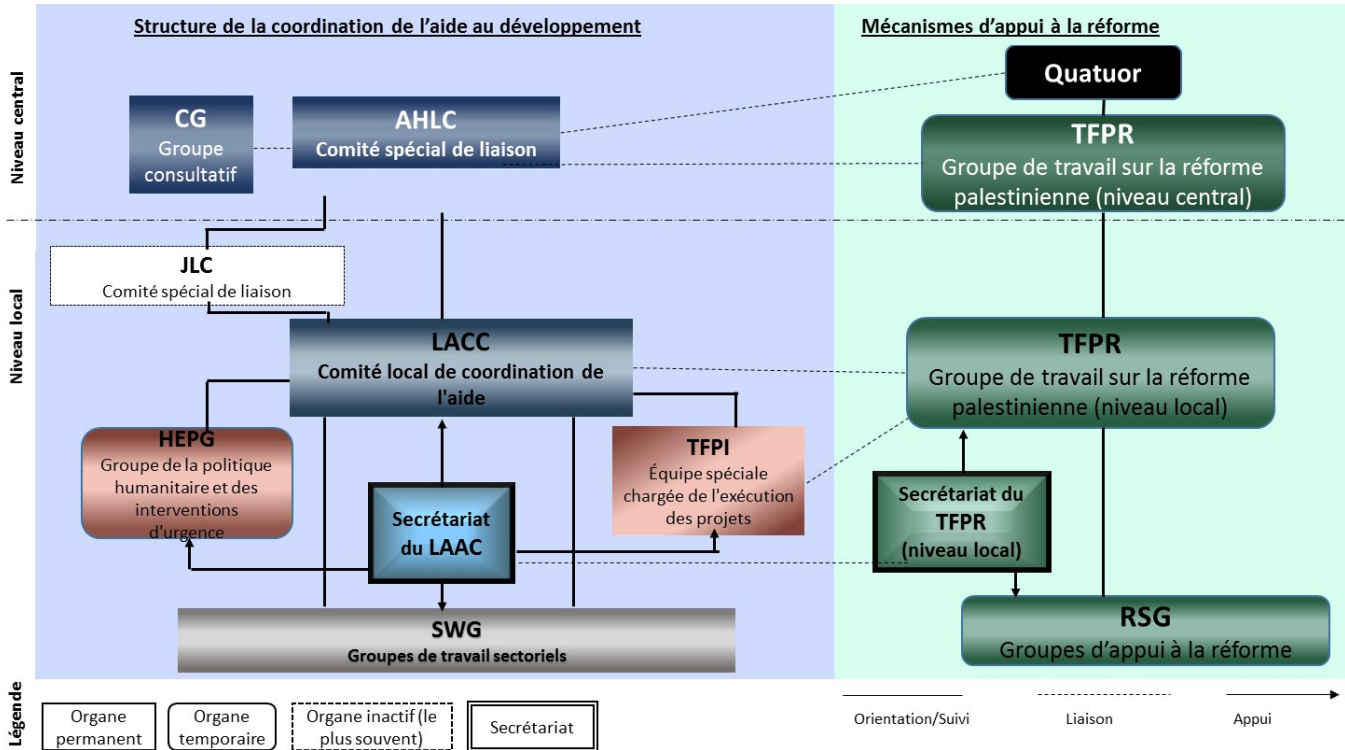 Structure de la coordination de l’aide au développement
Mécanismes d’appui à la réforme
Niveau central
Quatuor
CG
Groupe
consultatif
AHLC
Comité spécial de liaison
TFPR
Groupe de travail sur la réforme
palestinienne (niveau central)
Niveau local
JLC
Comité spécial de liaison
LACC
Comité local de coordination de
l'aide
TFPR
Groupe de travail sur la réforme
palestinienne (niveau local)
HEPG
Groupe de la politique
humanitaire et des
interventions
d'urgence
Secrétariat
du LAAC
TFPI
Équipe spéciale
chargée de l'exécution
des projets
Secrétariat du
TFPR
(niveau local)
SWG
Groupes de travail sectoriels
RSG
Groupes d’appui à la réforme
Légende
Organe
permanent
Organe
temporaire
Organe inactif (le
plus souvent)
Secrétariat
Orientation/Suivi
Liaison
Appui